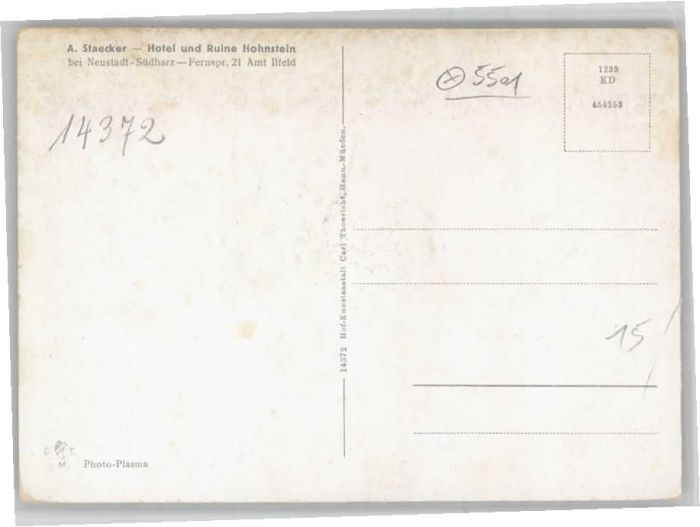 A. Staecker — Hotel und Ruine Hohnstein
bei Neustadt-Südharz — Fernspr. 21 Amt Ilfeld
14372
5501
1233
KD
454253
14372 Hof-Kunstanstalt Carl Thoericht, Hann.-Münden.
15
C. T.
M
Photo-Plasma